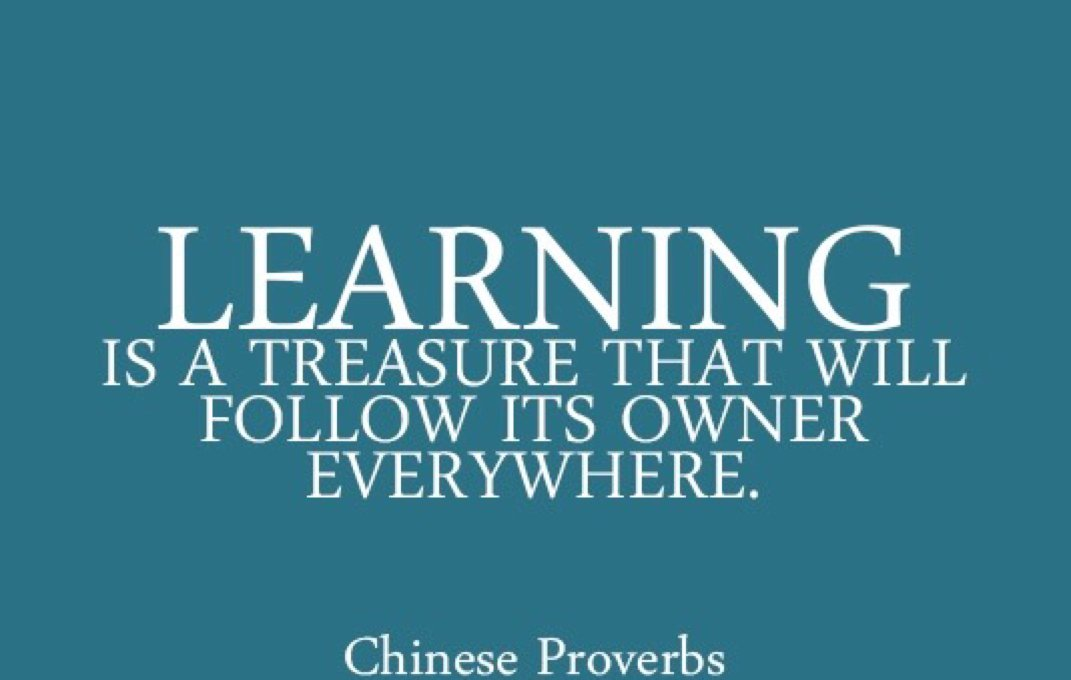 LEARNING
IS A TREASURE THAT WILL
FOLLOW ITS OWNER
EVERYWHERE.
Chinese Proverbs